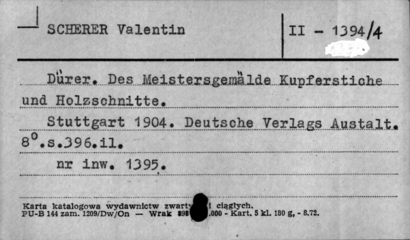 SCHERER Valentin
II - 1394/4
Dürer. Des Meistersgemälde Kupferstiche
und Holzschnitte.
Stuttgart 1904. Deutsche Verlags Austalt.
8°.s.396.il.
nr inw. 1395.
Karta katalogowa wydawnictw ciągłych.
PU-B 144 zam. 1209/Dw/On — Wrak .000 - Kart. 5 kl. 180 g, - 8.72.